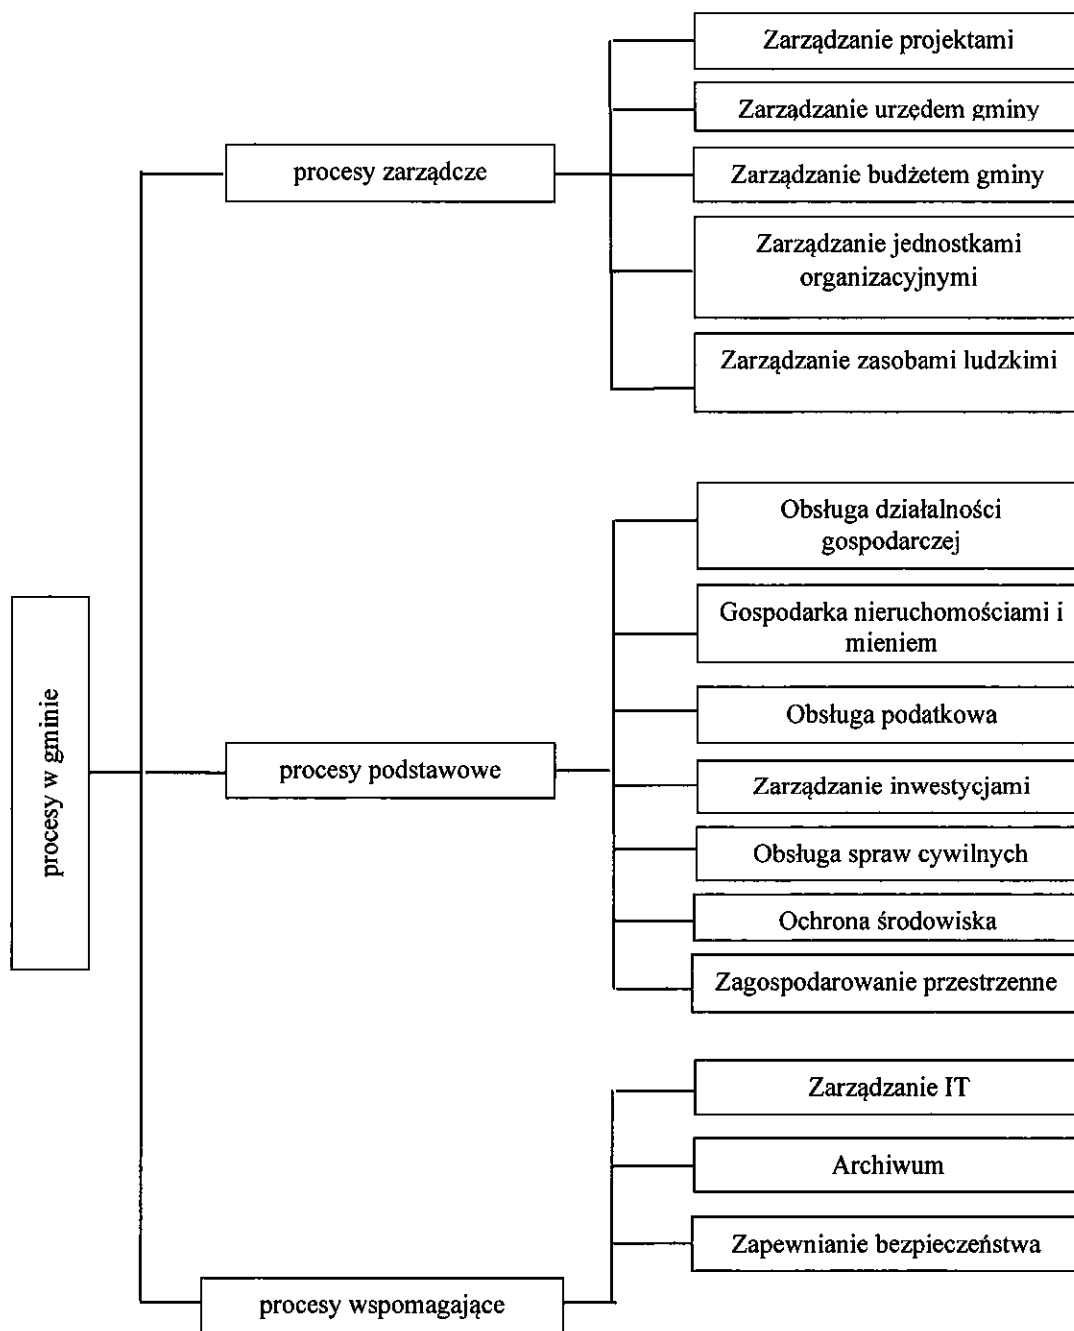 procesy w gminie
procesy zarządcze
Zarządzanie projektami
Zarządzanie urzędem gminy
Zarządzanie budżetem gminy
Zarządzanie jednostkami
organizacyjnymi
Zarządzanie zasobami ludzkimi
procesy podstawowe
Obsługa działalności
gospodarczej
Gospodarka nieruchomościami i
mieniem
Obsługa podatkowa
Zarządzanie inwestycjami
Obsługa spraw cywilnych
Ochrona środowiska
Zagospodarowanie przestrzenne
procesy wspomagające
Zarządzanie IT
Archiwum
Zapewnianie bezpieczeństwa